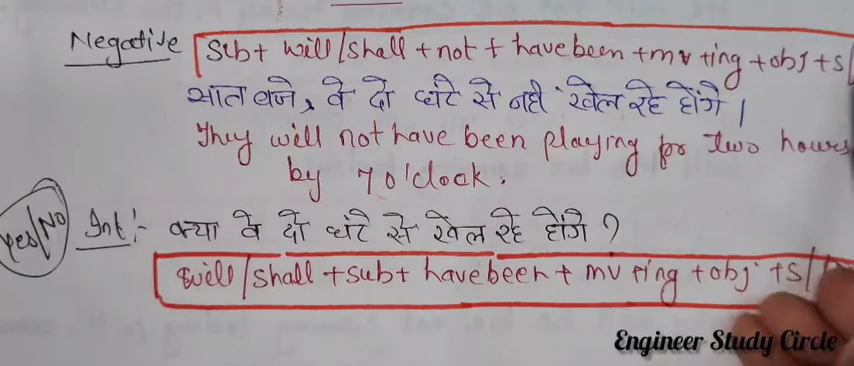 Negative Sub+ will/shall + not + have been + mv +ing + obj + s/
सात बजे, वे दो घंटे से नही खेल रहे होंगे।
They will not have been playing for two hours
by 7 o'clock.
Yes/No Int:- क्या वे दो घंटे से खेल रहे होंगे?
will/shall + sub + have been + mv +ing + obj + s/
Engineer Study Circle